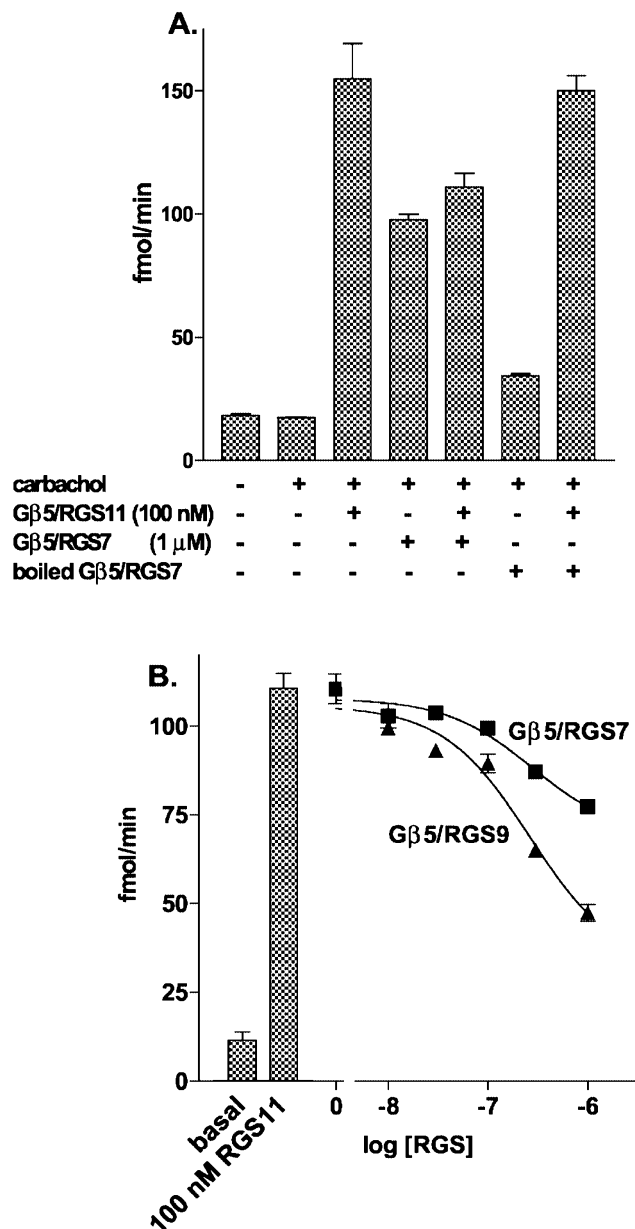 A.
fmol/min
150
100
50
0
carbachol - + + + + + +
Gβ5/RGS11 (100 nM) - - + - + - +
Gβ5/RGS7 (1 μM) - - - + + - -
boiled Gβ5/RGS7 - - - - - + +
B.
fmol/min
100
75
50
25
0
Gβ5/RGS7
Gβ5/RGS9
0 -8 -7 -6
basal
100 nM RGS11
log [RGS]